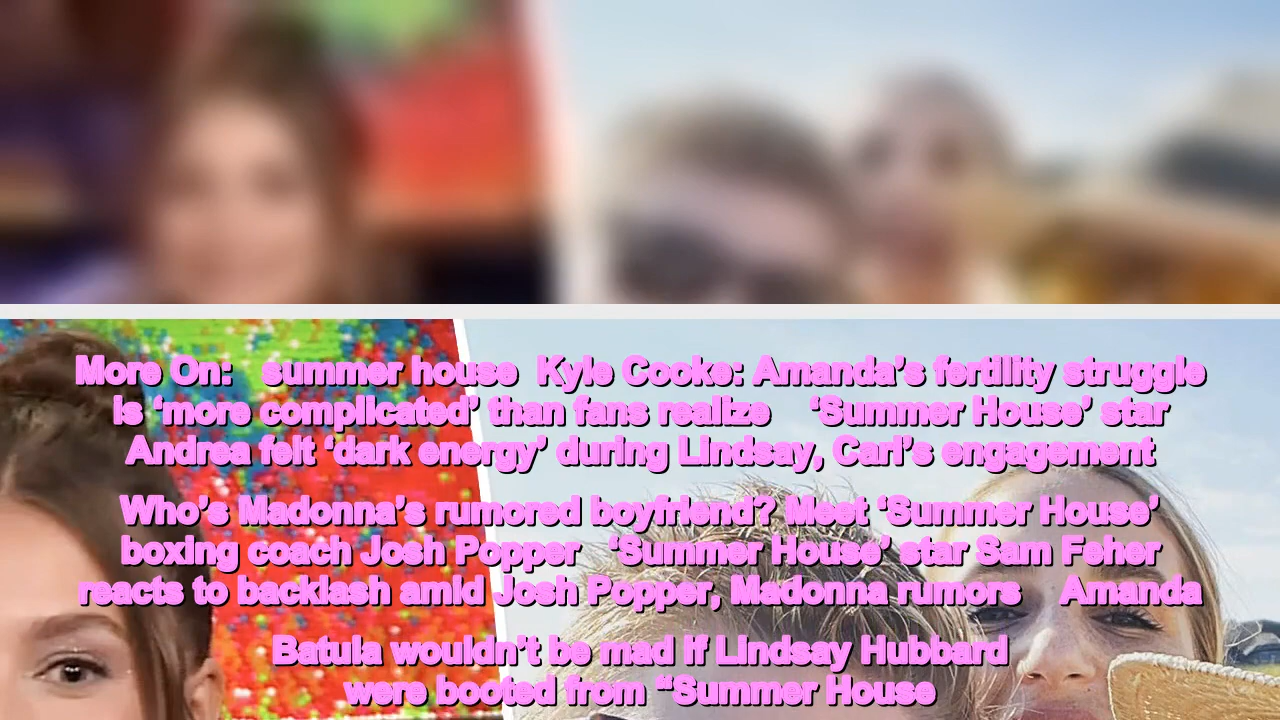 More On: summer house Kyle Cooke: Amanda’s fertility struggle
is ‘more complicated’ than fans realize ‘Summer House’ star
Andrea felt ‘dark energy’ during Lindsay, Carl’s engagement
Who’s Madonna’s rumored boyfriend? Meet ‘Summer House’
boxing coach Josh Popper ‘Summer House’ star Sam Feher
reacts to backlash amid Josh Popper, Madonna rumors Amanda
Batula wouldn’t be mad if Lindsay Hubbard
were booted from “Summer House